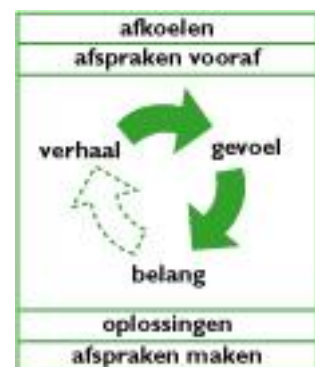 afkoelen
afspraken vooraf
verhaal
gevoel
belang
oplossingen
afspraken maken